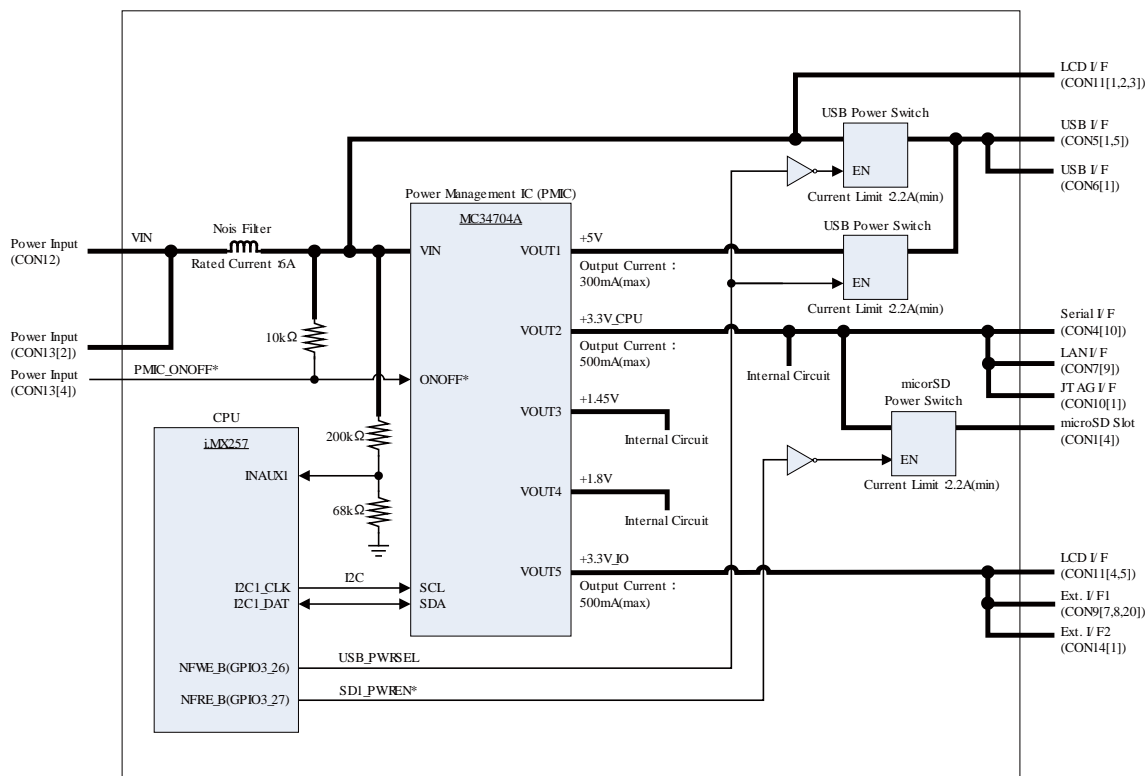 LCD I/F
(CON11[1,2,3])
USB Power Switch
USB I/F
(CON5[1,5])
EN
USB I/F
(CON6[1])
Current Limit :2.2A(min)
Power Management IC (PMIC)
MC34704A
Nois Filter
Rated Current :6A
Power Input
(CON12)
VIN
VIN
VOUT1
+5V
Output Current :
300mA(max)
USB Power Switch
EN
Current Limit :2.2A(min)
Power Input
(CON13[2])
10kΩ
VOUT2
+3.3V_CPU
Output Current :
500mA(max)
Internal Circuit
Serial I/F
(CON4[10])
LAN I/F
(CON7[9])
JTAG I/F
(CON10[1])
Power Input
(CON13[4])
PMIC_ONOFF*
ONOFF*
VOUT3
+1.45V
Internal Circuit
micorSD
Power Switch
EN
Current Limit :2.2A(min)
microSD Slot
(CON1[4])
CPU
i.MX257
200kΩ
INAUX1
68kΩ
VOUT4
+1.8V
Internal Circuit
VOUT5
+3.3V_IO
Output Current :
500mA(max)
LCD I/F
(CON11[4,5])
Ext. I/F1
(CON9[7,8,20])
Ext. I/F2
(CON14[1])
I2C1_CLK
I2C
SCL
I2C1_DAT
SDA
NFWE_B(GPIO3_26)
USB_PWRSEL
NFRE_B(GPIO3_27)
SD1_PWREN*